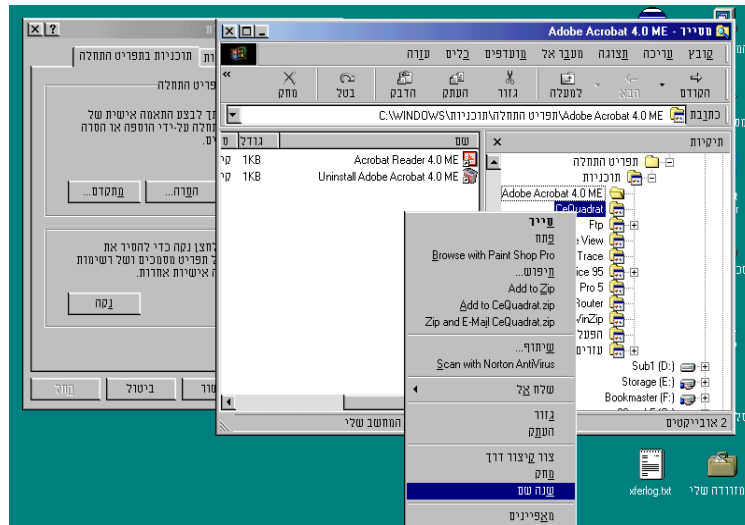 סייר - Adobe Acrobat 4.0 ME
קובץ עריכה תצוגה מעבר אל מועדפים כלים עזרה
הקודם הבא למעלה גזור העתק הדבק בטל מחק
כתובת C:\WINDOWS\תפריט התחלה\תוכניות\Adobe Acrobat 4.0 ME
תיקיות
תפריט התחלה
תוכניות
Adobe Acrobat 4.0 ME
CeQuadrat
Ftp
View
Trace
ice 95
Pro 5
Router
WinZip
הפעל
עזרים
Sub1 (D:)
Storage (E:)
Bookmaster (F:)
שם גודל
Acrobat Reader 4.0 ME 1KB
Uninstall Adobe Acrobat 4.0 ME 1KB
2 אובייקטים
המחשב שלי
סייר
פתח
Browse with Paint Shop Pro
חיפוש...
Add to Zip
Add to CeQuadrat.zip
Zip and E-Mail CeQuadrat.zip
שיתוף...
Scan with Norton AntiVirus
שלח אל
גזור
העתק
צור קיצור דרך
מחק
שנה שם
מאפיינים
תוכניות בתפריט התחלה
פריט התחלה
תך לבצע התאמה אישית של
תחלה על-ידי הוספה או הסרה
ים.
הסרה... מתקדם...
לחצן נקה כדי להסיר את
ל תפריט מסמכים ושל רשימות
ה אישיות אחרות.
נקה
ביטול החל
מזוודה שלי
xferlog.txt